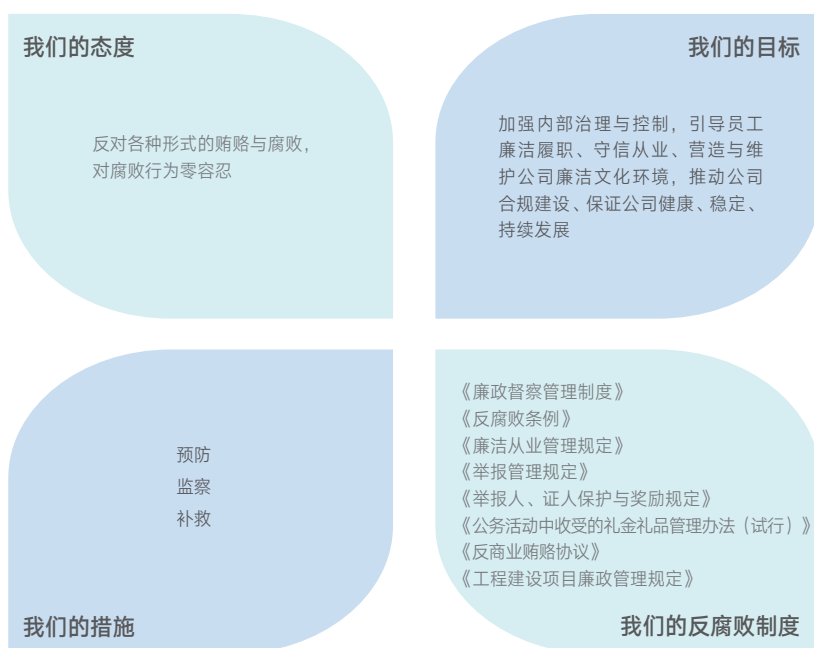 我们的态度
反对各种形式的贿赂与腐败，
对腐败行为零容忍
我们的目标
加强内部治理与控制，引导员工
廉洁履职、守信从业、营造与维
护公司廉洁文化环境，推动公司
合规建设、保证公司健康、稳定、
持续发展
预防
监察
补救
我们的措施
《廉政督察管理制度》
《反腐败条例》
《廉洁从业管理规定》
《举报管理规定》
《举报人、证人保护与奖励规定》
《公务活动中收受的礼金礼品管理办法（试行）》
《反商业贿赂协议》
《工程建设项目廉政管理规定》
我们的反腐败制度